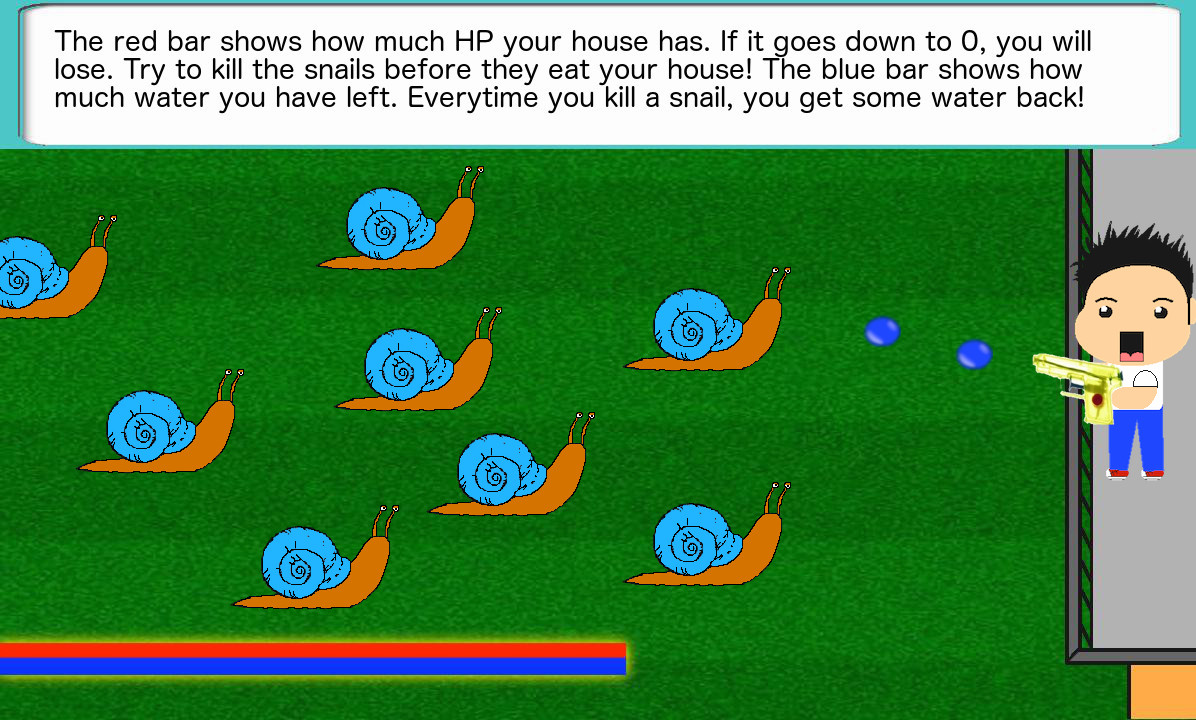 The red bar shows how much HP your house has. If it goes down to 0, you will
lose. Try to kill the snails before they eat your house! The blue bar shows how
much water you have left. Everytime you kill a snail, you get some water back!